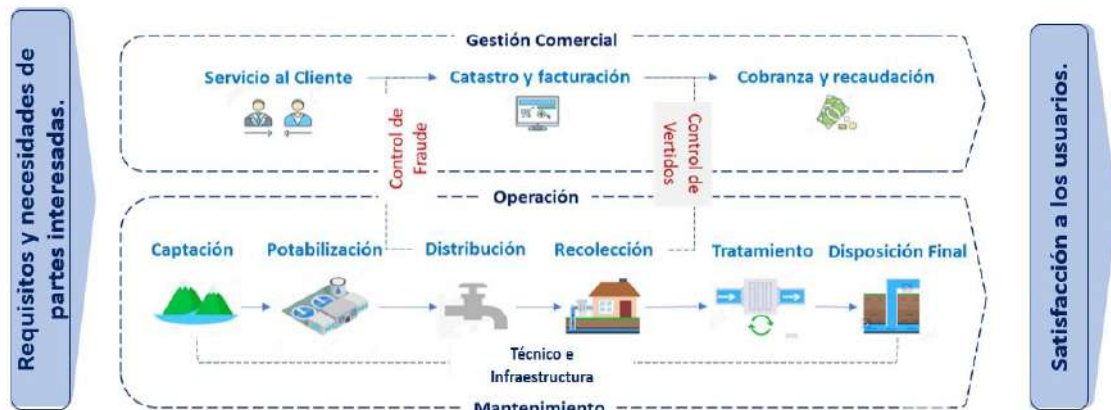 Requisitos y necesidades de
partes interesadas.
Gestión Comercial
Servicio al Cliente
Catastro y facturación
Cobranza y recaudación
Control de
Fraude
Control de
Vertidos
Operación
Captación
Potabilización
Distribución
Recolección
Tratamiento
Disposición Final
Técnico e
Infraestructura
Mantenimiento
Satisfacción a los usuarios.